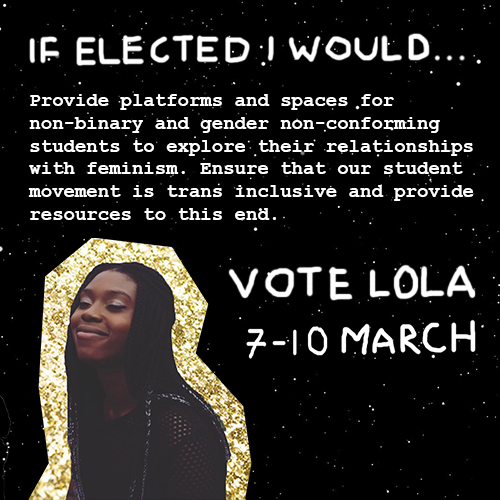 IF ELECTED I WOULD...
Provide platforms and spaces for
non-binary and gender non-conforming
students to explore their relationships
with feminism. Ensure that our student
movement is trans inclusive and provide
resources to this end.
VOTE LOLA
7-10 MARCH